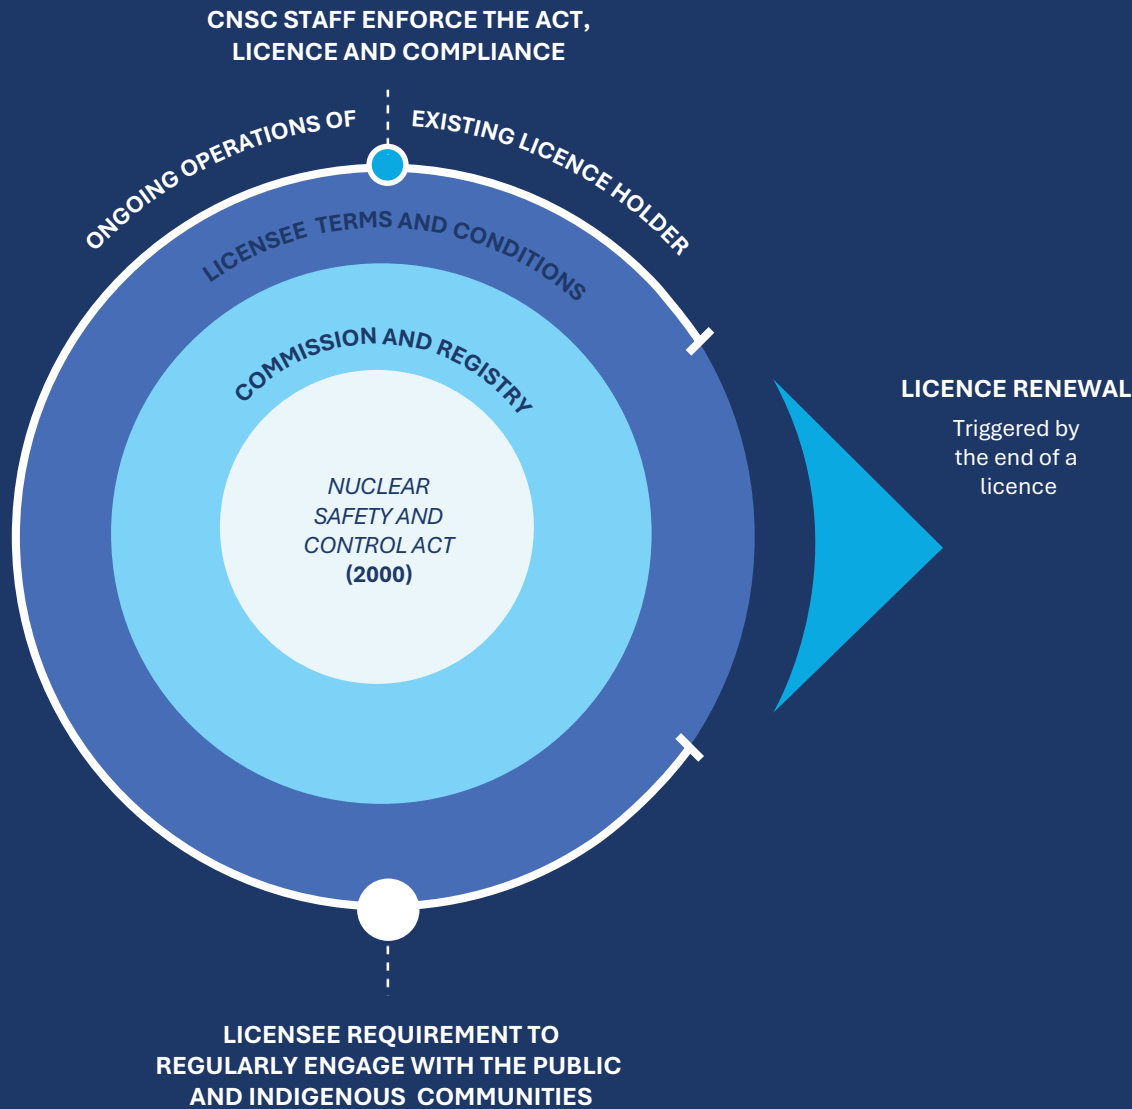 CNSC STAFF ENFORCE THE ACT,
LICENCE AND COMPLIANCE
ONGOING OPERATIONS OF EXISTING LICENCE HOLDER
LICENSEE TERMS AND CONDITIONS
COMMISSION AND REGISTRY
NUCLEAR
SAFETY AND
CONTROL ACT
(2000)
LICENCE RENEWAL
Triggered by
the end of a
licence
LICENSEE REQUIREMENT TO
REGULARLY ENGAGE WITH THE PUBLIC
AND INDIGENOUS COMMUNITIES